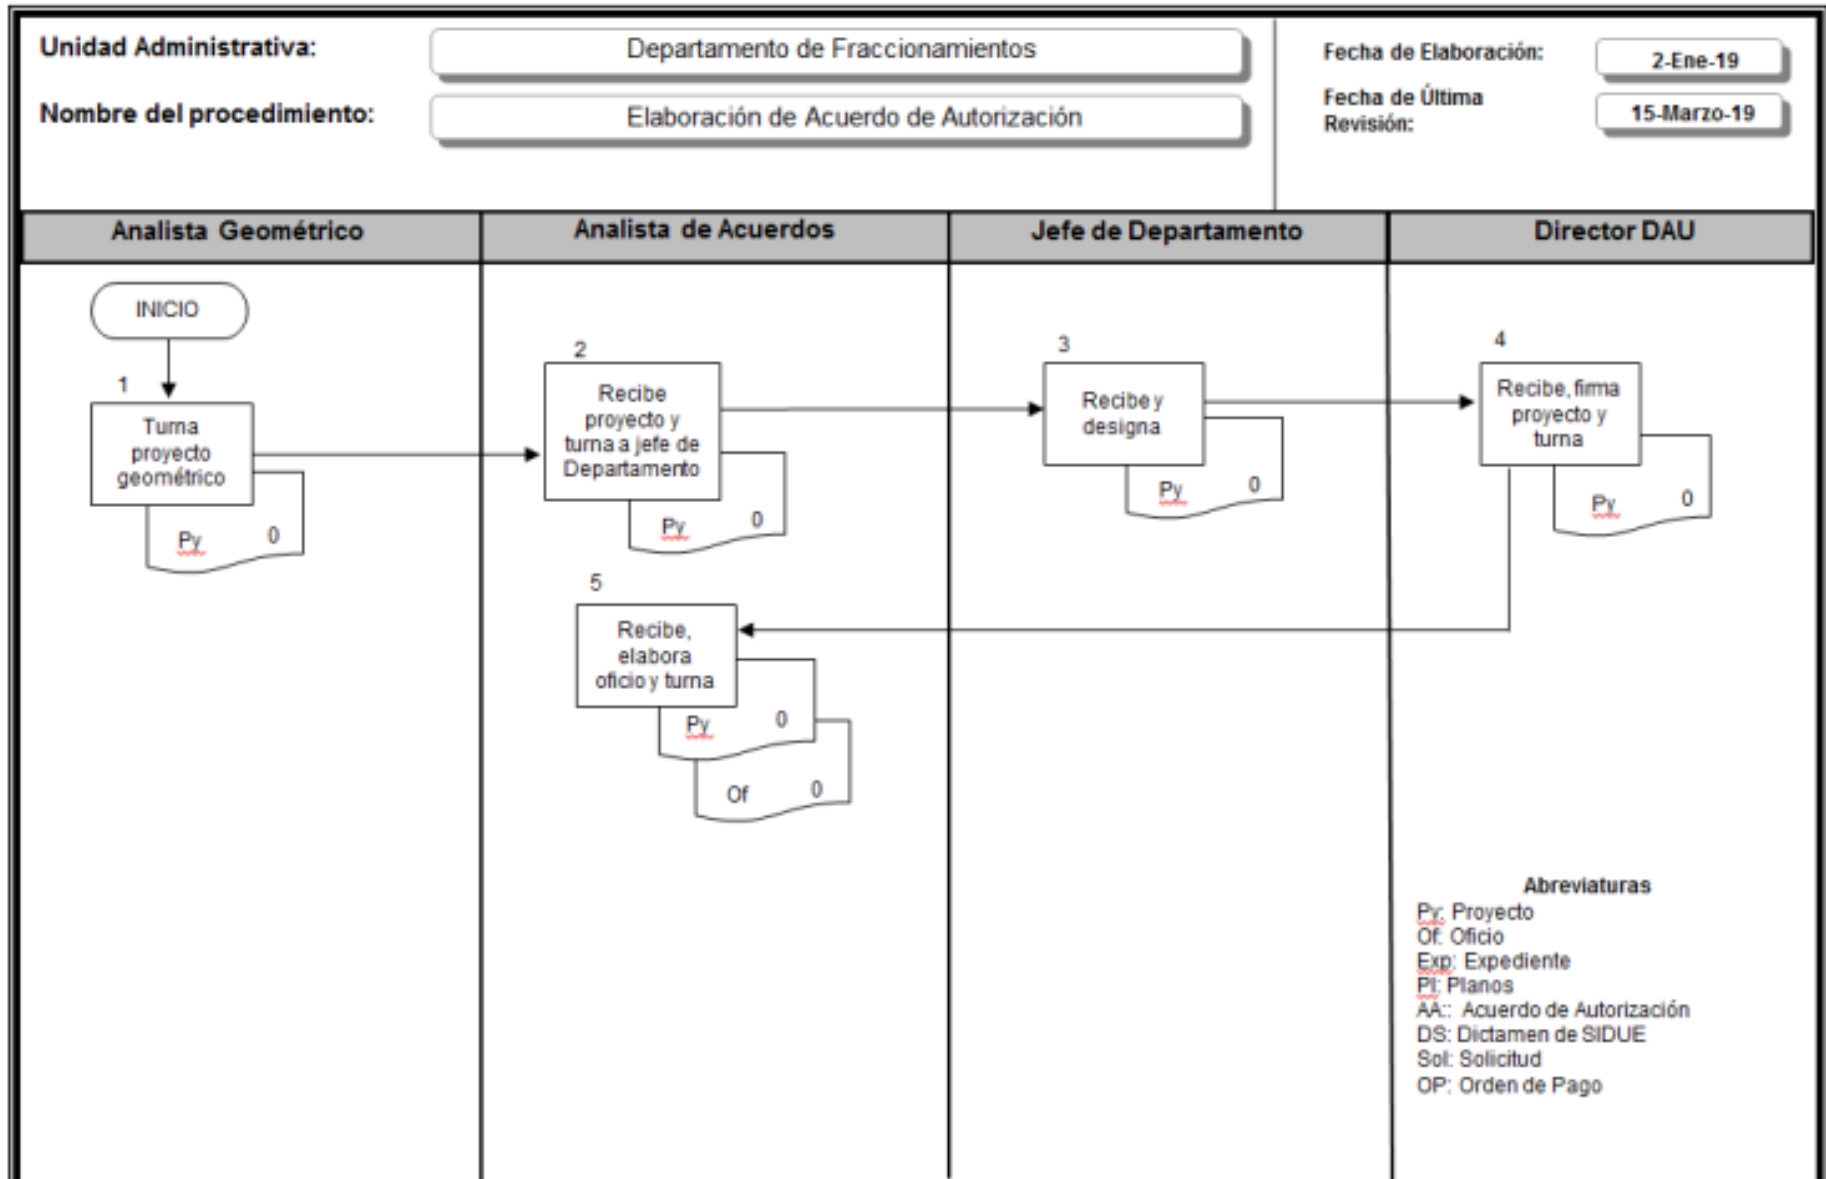 Unidad Administrativa:
Departamento de Fraccionamientos
Fecha de Elaboración:
2-Ene-19
Nombre del procedimiento:
Elaboración de Acuerdo de Autorización
Fecha de Última
Revisión:
15-Marzo-19
Analista Geométrico
Analista de Acuerdos
Jefe de Departamento
Director DAU
INICIO
1
Turna
proyecto
geométrico
Py 0
2
Recibe
proyecto y
turna a jefe de
Departamento
Py 0
3
Recibe y
designa
Py 0
4
Recibe, firma
proyecto y
turna
Py 0
5
Recibe,
elabora
oficio y turna
Py 0
Of 0
Abreviaturas
Py: Proyecto
Of: Oficio
Exp: Expediente
Pl: Planos
AA:: Acuerdo de Autorización
DS: Dictamen de SIDUE
Sol: Solicitud
OP: Orden de Pago